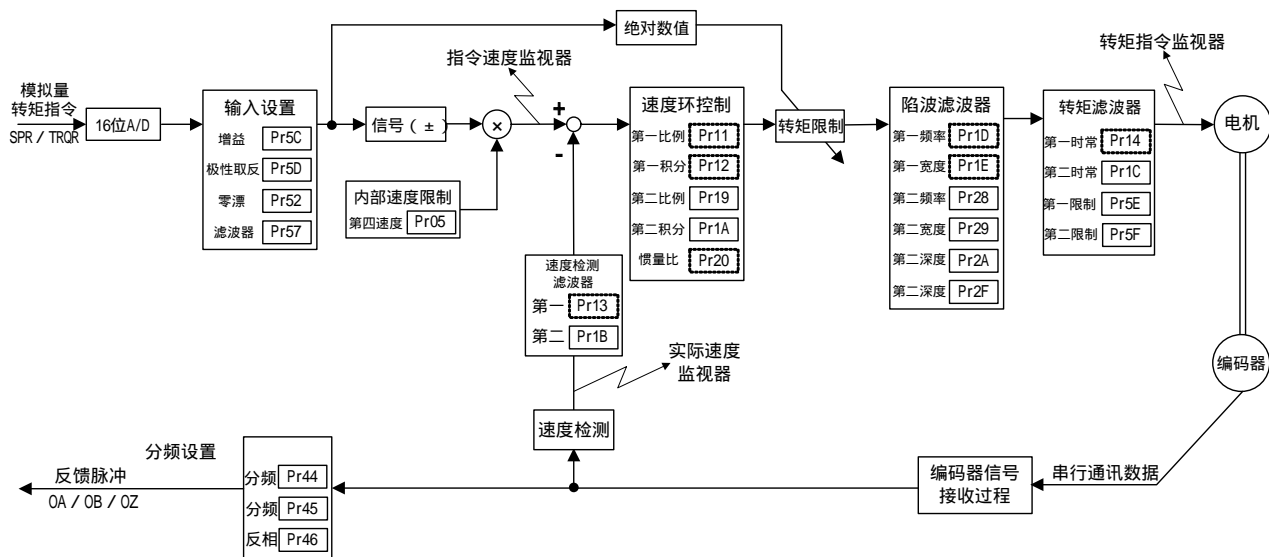 绝对数值
指令速度监视器
转矩指令监视器
模拟量
转矩指令
SPR / TRQR
16位A/D
输入设置
增益 Pr5C
极性取反 Pr5D
零漂 Pr52
滤波器 Pr57
信号（±）
×
+
-
内部速度限制
第四速度 Pr05
速度环控制
第一比例 Pr11
第一积分 Pr12
第二比例 Pr19
第二积分 Pr1A
惯量比 Pr20
转矩限制
陷波滤波器
第一频率 Pr1D
第一宽度 Pr1E
第二频率 Pr28
第二宽度 Pr29
第二深度 Pr2A
第二深度 Pr2F
转矩滤波器
第一时常 Pr14
第二时常 Pr1C
第一限制 Pr5E
第二限制 Pr5F
电机
速度检测
滤波器
第一 Pr13
第二 Pr1B
实际速度
监视器
编码器
速度检测
分频设置
反馈脉冲
OA / OB / OZ
分频 Pr44
分频 Pr45
反相 Pr46
编码器信号
接收过程
串行通讯数据